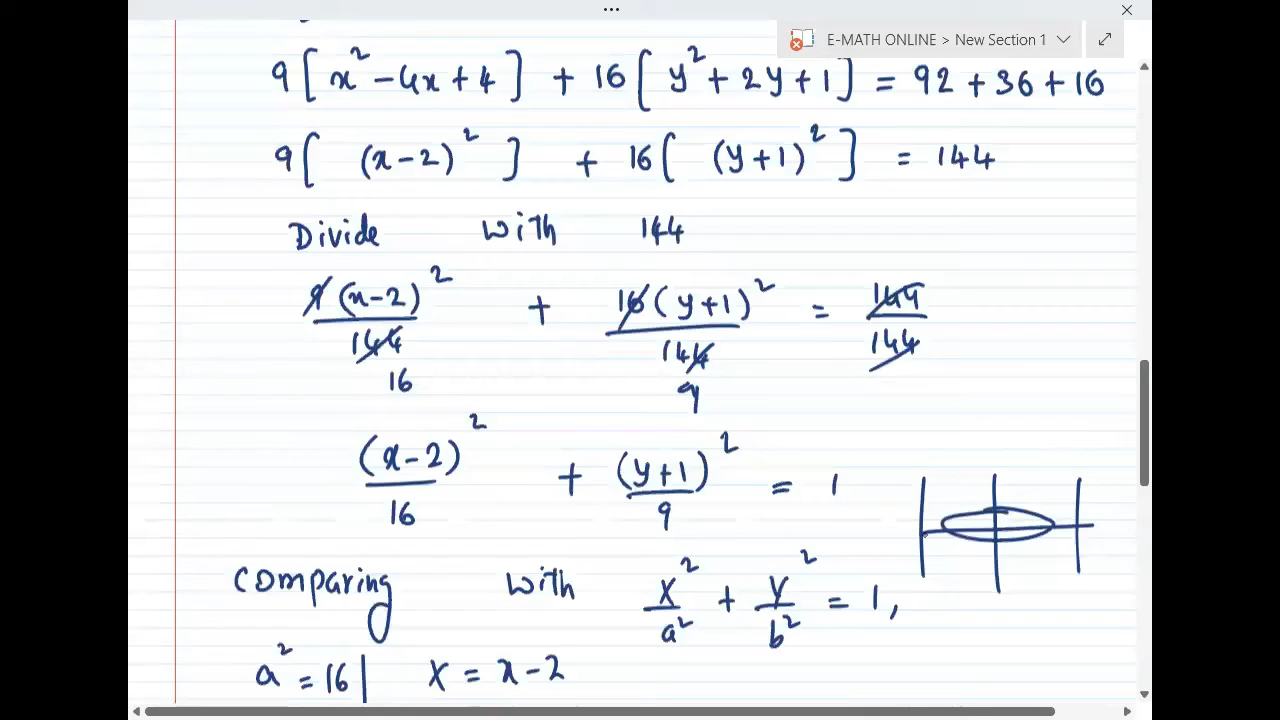 ...
E-MATH ONLINE > New Section 1
9[x² - 4x + 4] + 16[y² + 2y + 1] = 92 + 36 + 16
9[(x-2)²] + 16[(y+1)²] = 144
Divide with 144
9(x-2)²/144 + 16(y+1)²/144 = 144/144
16 9
(x-2)²/16 + (y+1)²/9 = 1
Comparing with X²/a² + Y²/b² = 1,
a² = 16 | X = x - 2